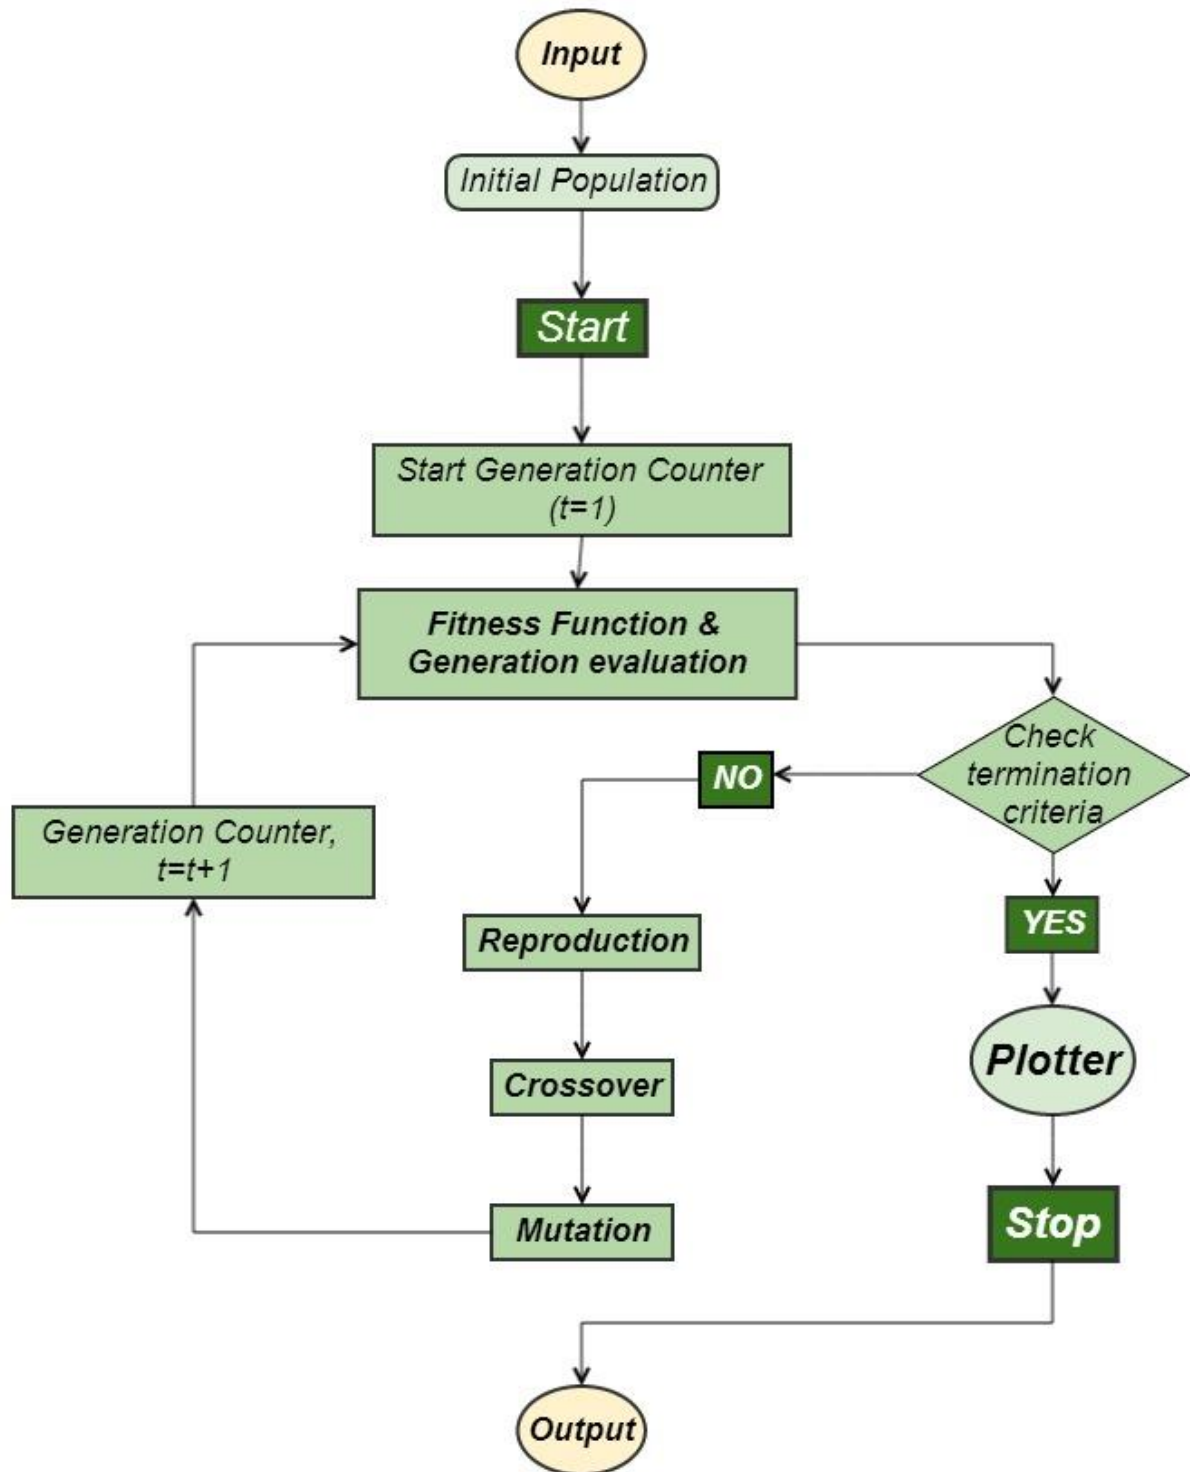 Input
Initial Population
Start
Start Generation Counter
(t=1)
Fitness Function &
Generation evaluation
Check
termination
criteria
NO
Generation Counter,
t=t+1
YES
Reproduction
Plotter
Crossover
Mutation
Stop
Output